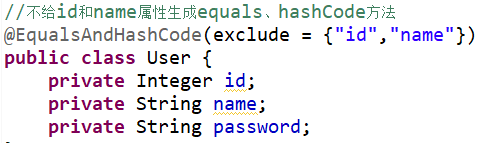 //不给id和name属性生成equals、hashCode方法
@EqualsAndHashCode(exclude = {"id","name"})
public class User {
    private Integer id;
    private String name;
    private String password;